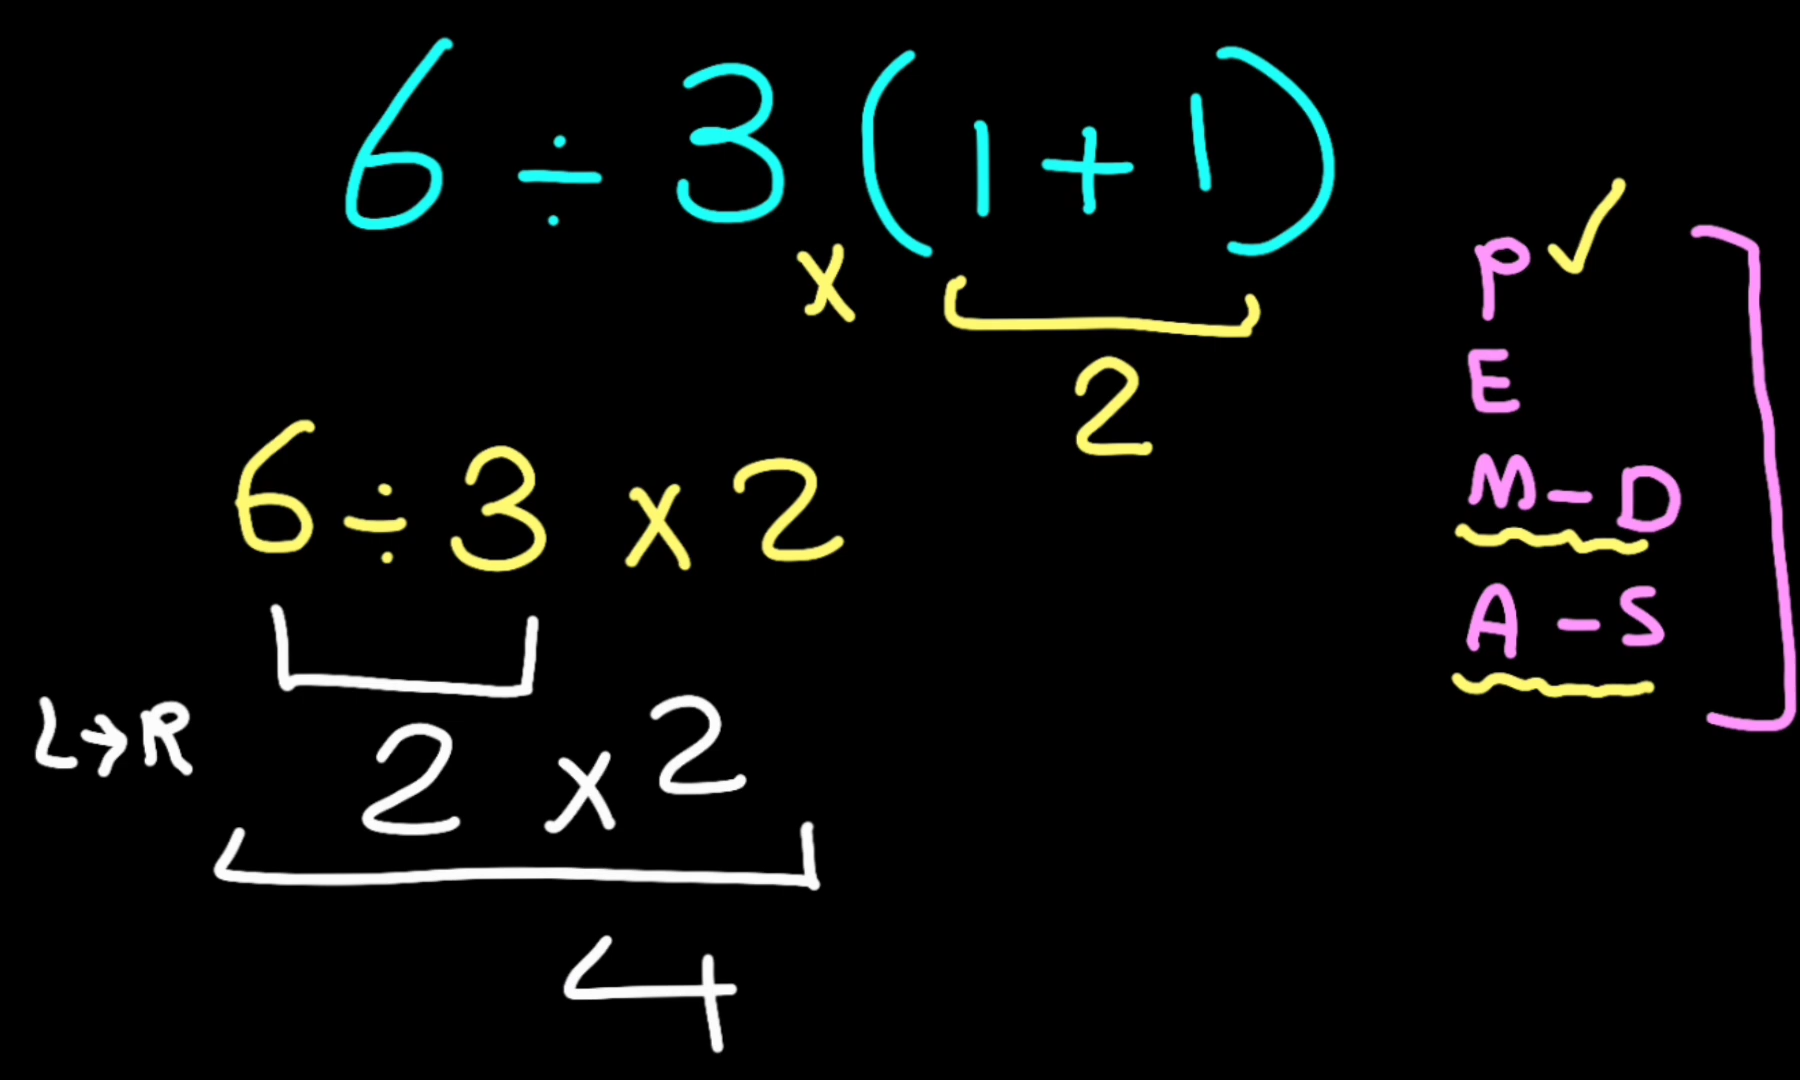 6 ÷ 3 (1 + 1)
x
2
6 ÷ 3 x 2
L→R
2 x 2
4
P ✓
E
M - D
A - S